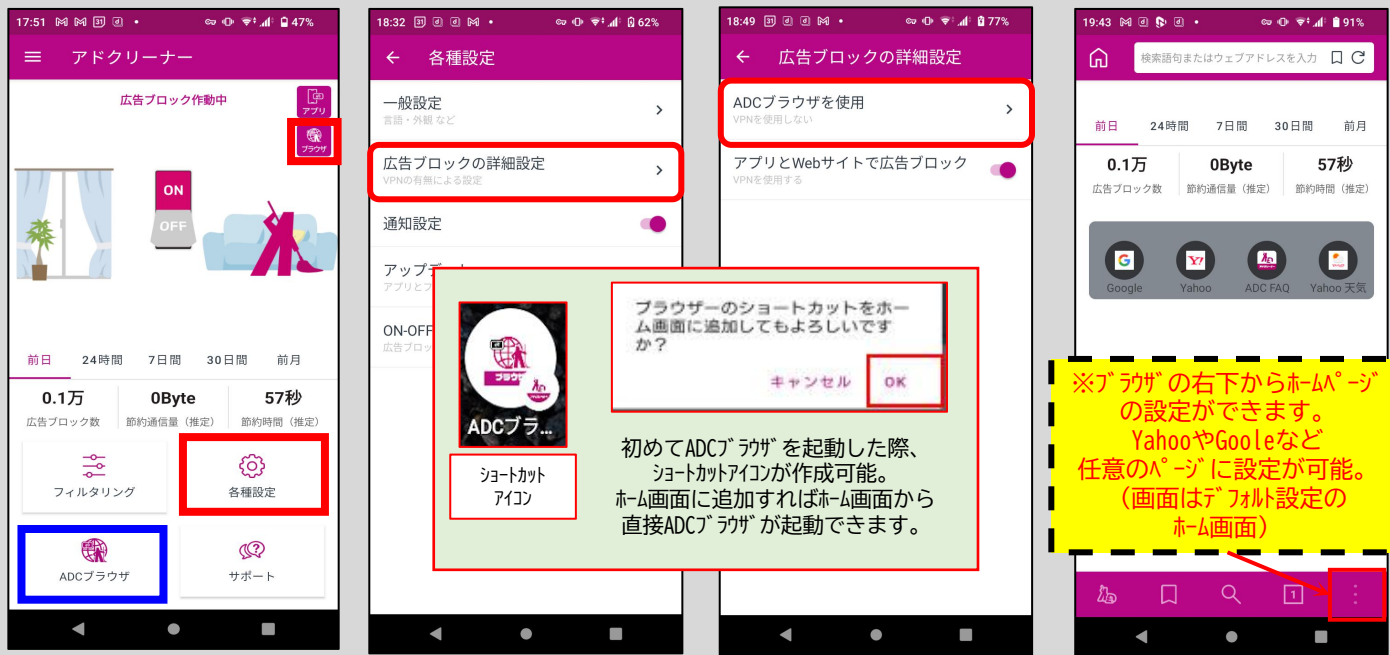 17:51 47%
アドクリーナー
広告ブロック作動中
アプリ
ブラウザ
ON
OFF
前日 24時間 7日間 30日間 前月
0.1万 0Byte 57秒
広告ブロック数 節約通信量（推定） 節約時間（推定）
フィルタリング 各種設定
ADCブラウザ サポート
18:32 62%
各種設定
一般設定
言語・外観 など
広告ブロックの詳細設定
VPNの有無による設定
通知設定
アップデート
アプリとフ
ON-OFF
広告ブロッ
18:49 77%
広告ブロックの詳細設定
ADCブラウザを使用
VPNを使用しない
アプリとWebサイトで広告ブロック
VPNを使用する
ブラウザ
ADCブラウ…
ショートカット
アイコン
ブラウザーのショートカットをホー
ム画面に追加してもよろしいです
か？
キャンセル OK
初めてADCブラウザを起動した際、
ショートカットアイコンが作成可能。
ホーム画面に追加すればホーム画面から
直接ADCブラウザが起動できます。
19:43 91%
検索語句またはウェブアドレスを入力
前日 24時間 7日間 30日間 前月
0.1万 0Byte 57秒
広告ブロック数 節約通信量（推定） 節約時間（推定）
Google Yahoo ADC FAQ Yahoo 天気
※ブラウザの右下からホームページ
の設定ができます。
YahooやGooleなど
任意のページに設定が可能。
（画面はデフォルト設定の
ホーム画面）
1